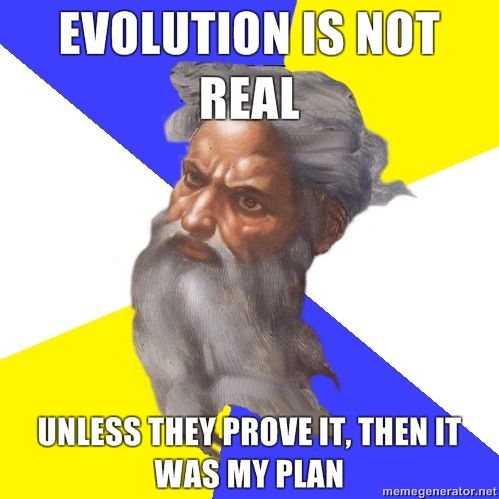 EVOLUTION IS NOT
REAL
UNLESS THEY PROVE IT, THEN IT
WAS MY PLAN
memegenerator.net